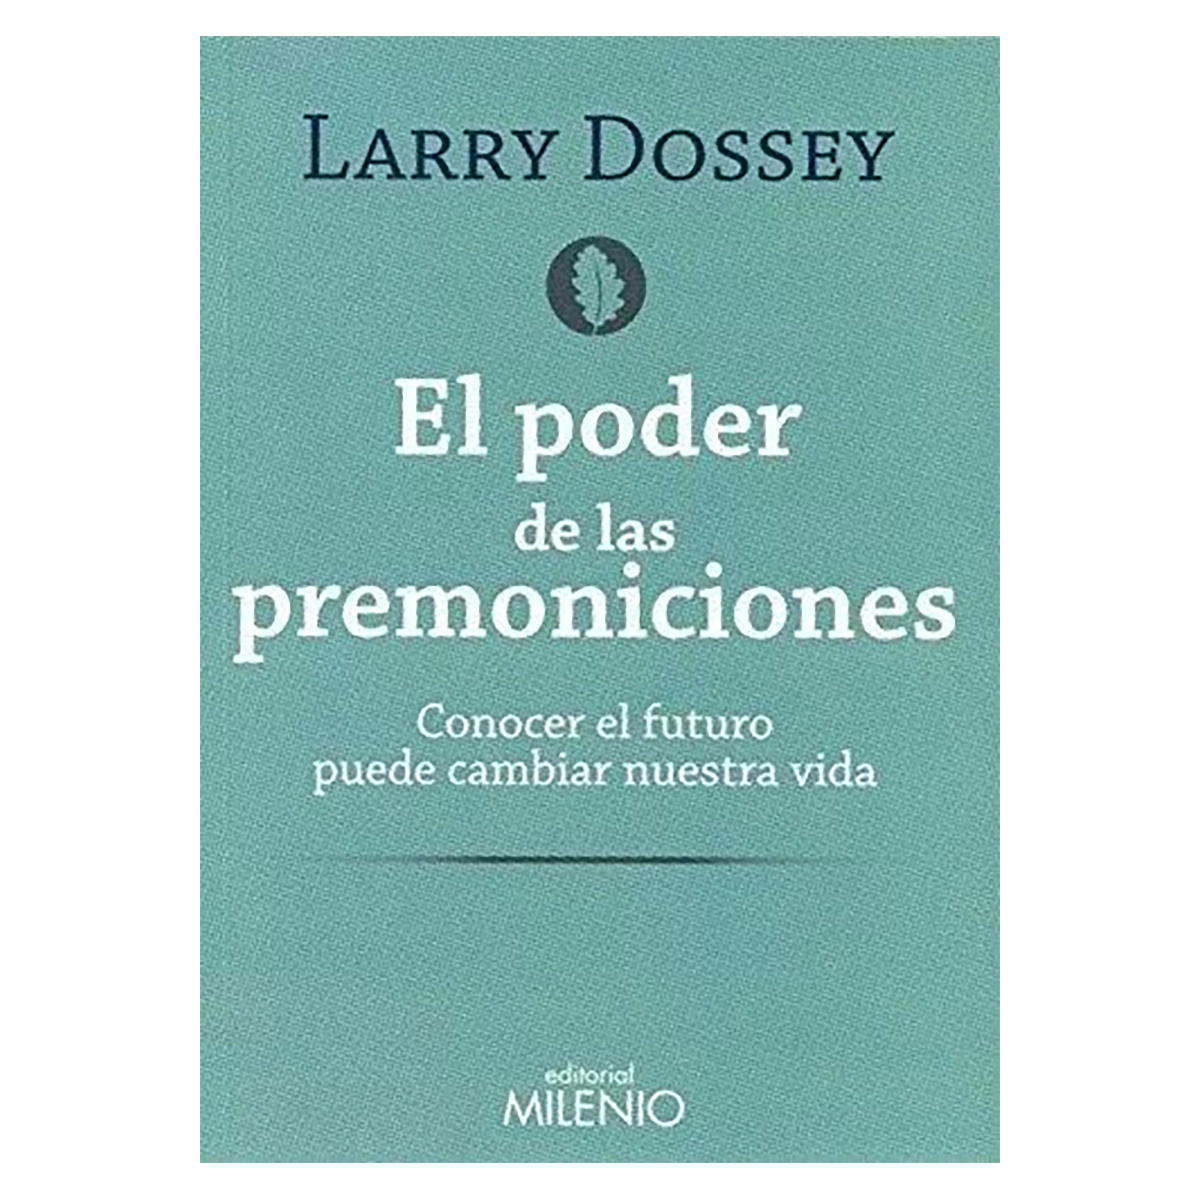 LARRY DOSSEY
El poder
de las
premoniciones
Conocer el futuro
puede cambiar nuestra vida
editorial
MILENIO